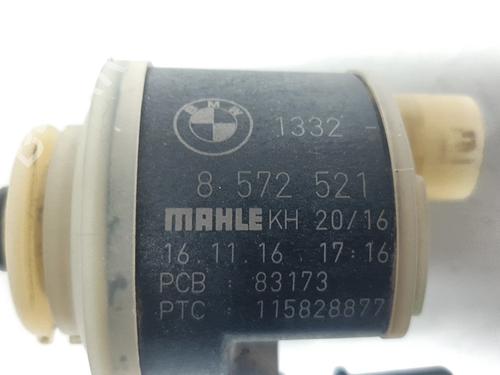 BMW
1332 -
8 572 521
MAHLE KH 20/16
16.11.16 17:16
PCB : 83173
PTC : 115828877